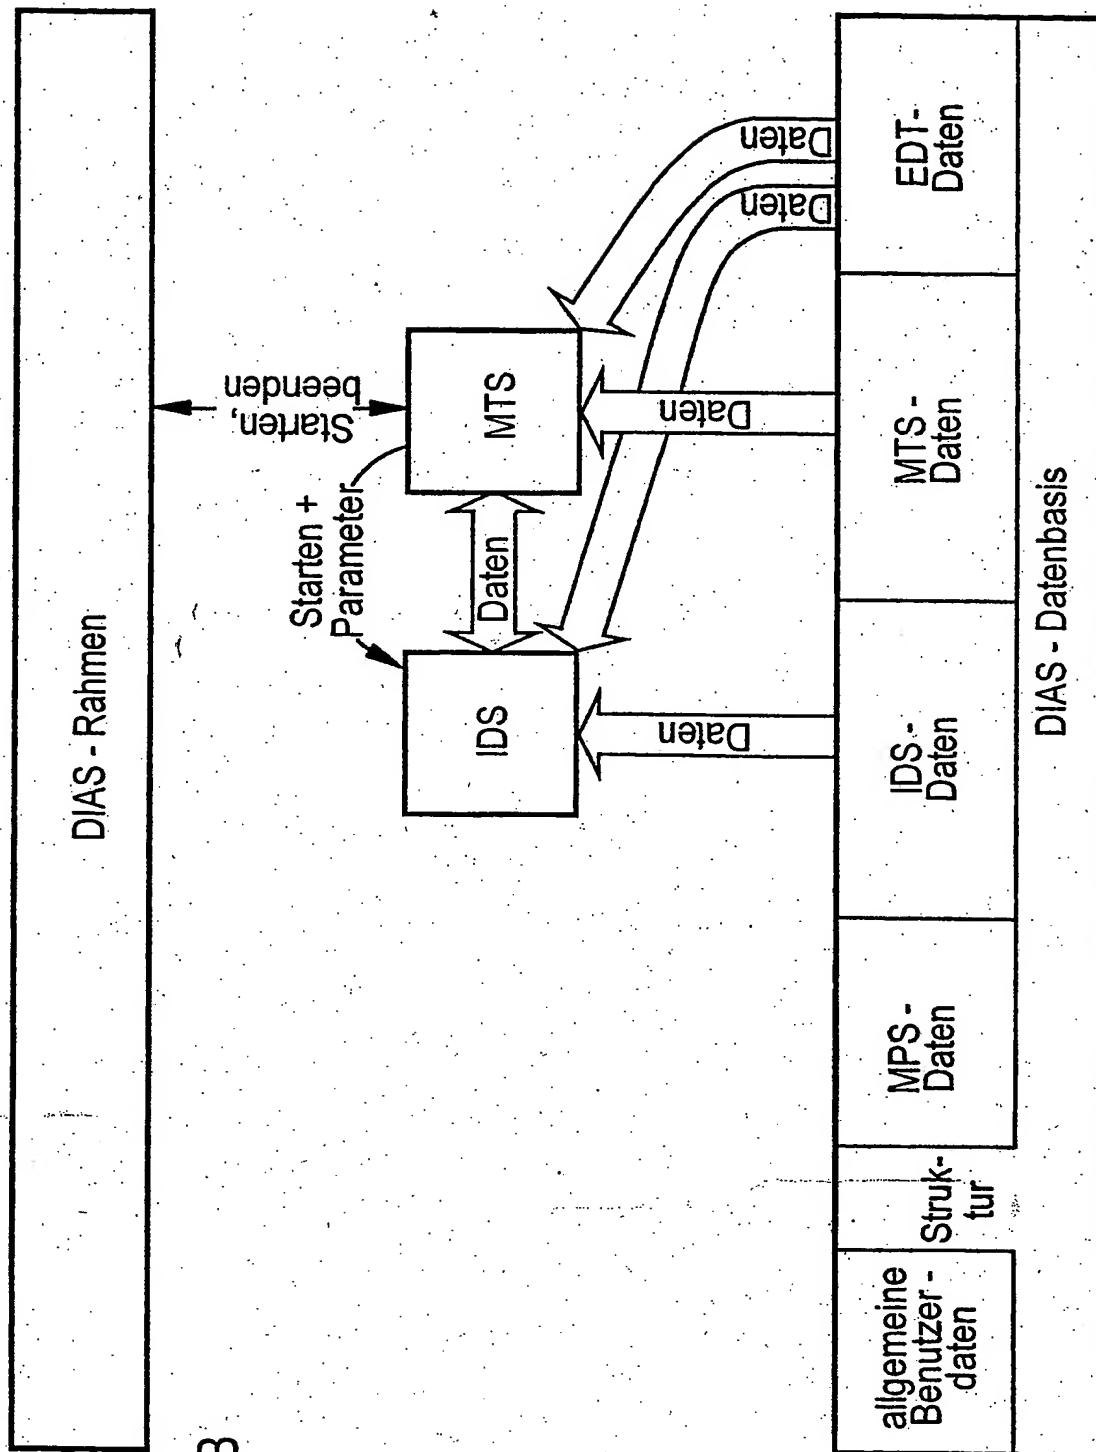 DIAS - Rahmen
Starten,
beenden
Starten +
Parameter
IDS
Daten
MTS
Daten
Daten
Daten
Daten
allgemeine
Benutzer -
daten
Struk-
tur
MPS -
Daten
IDS -
Daten
MTS -
Daten
EDT-
Daten
DIAS - Datenbasis